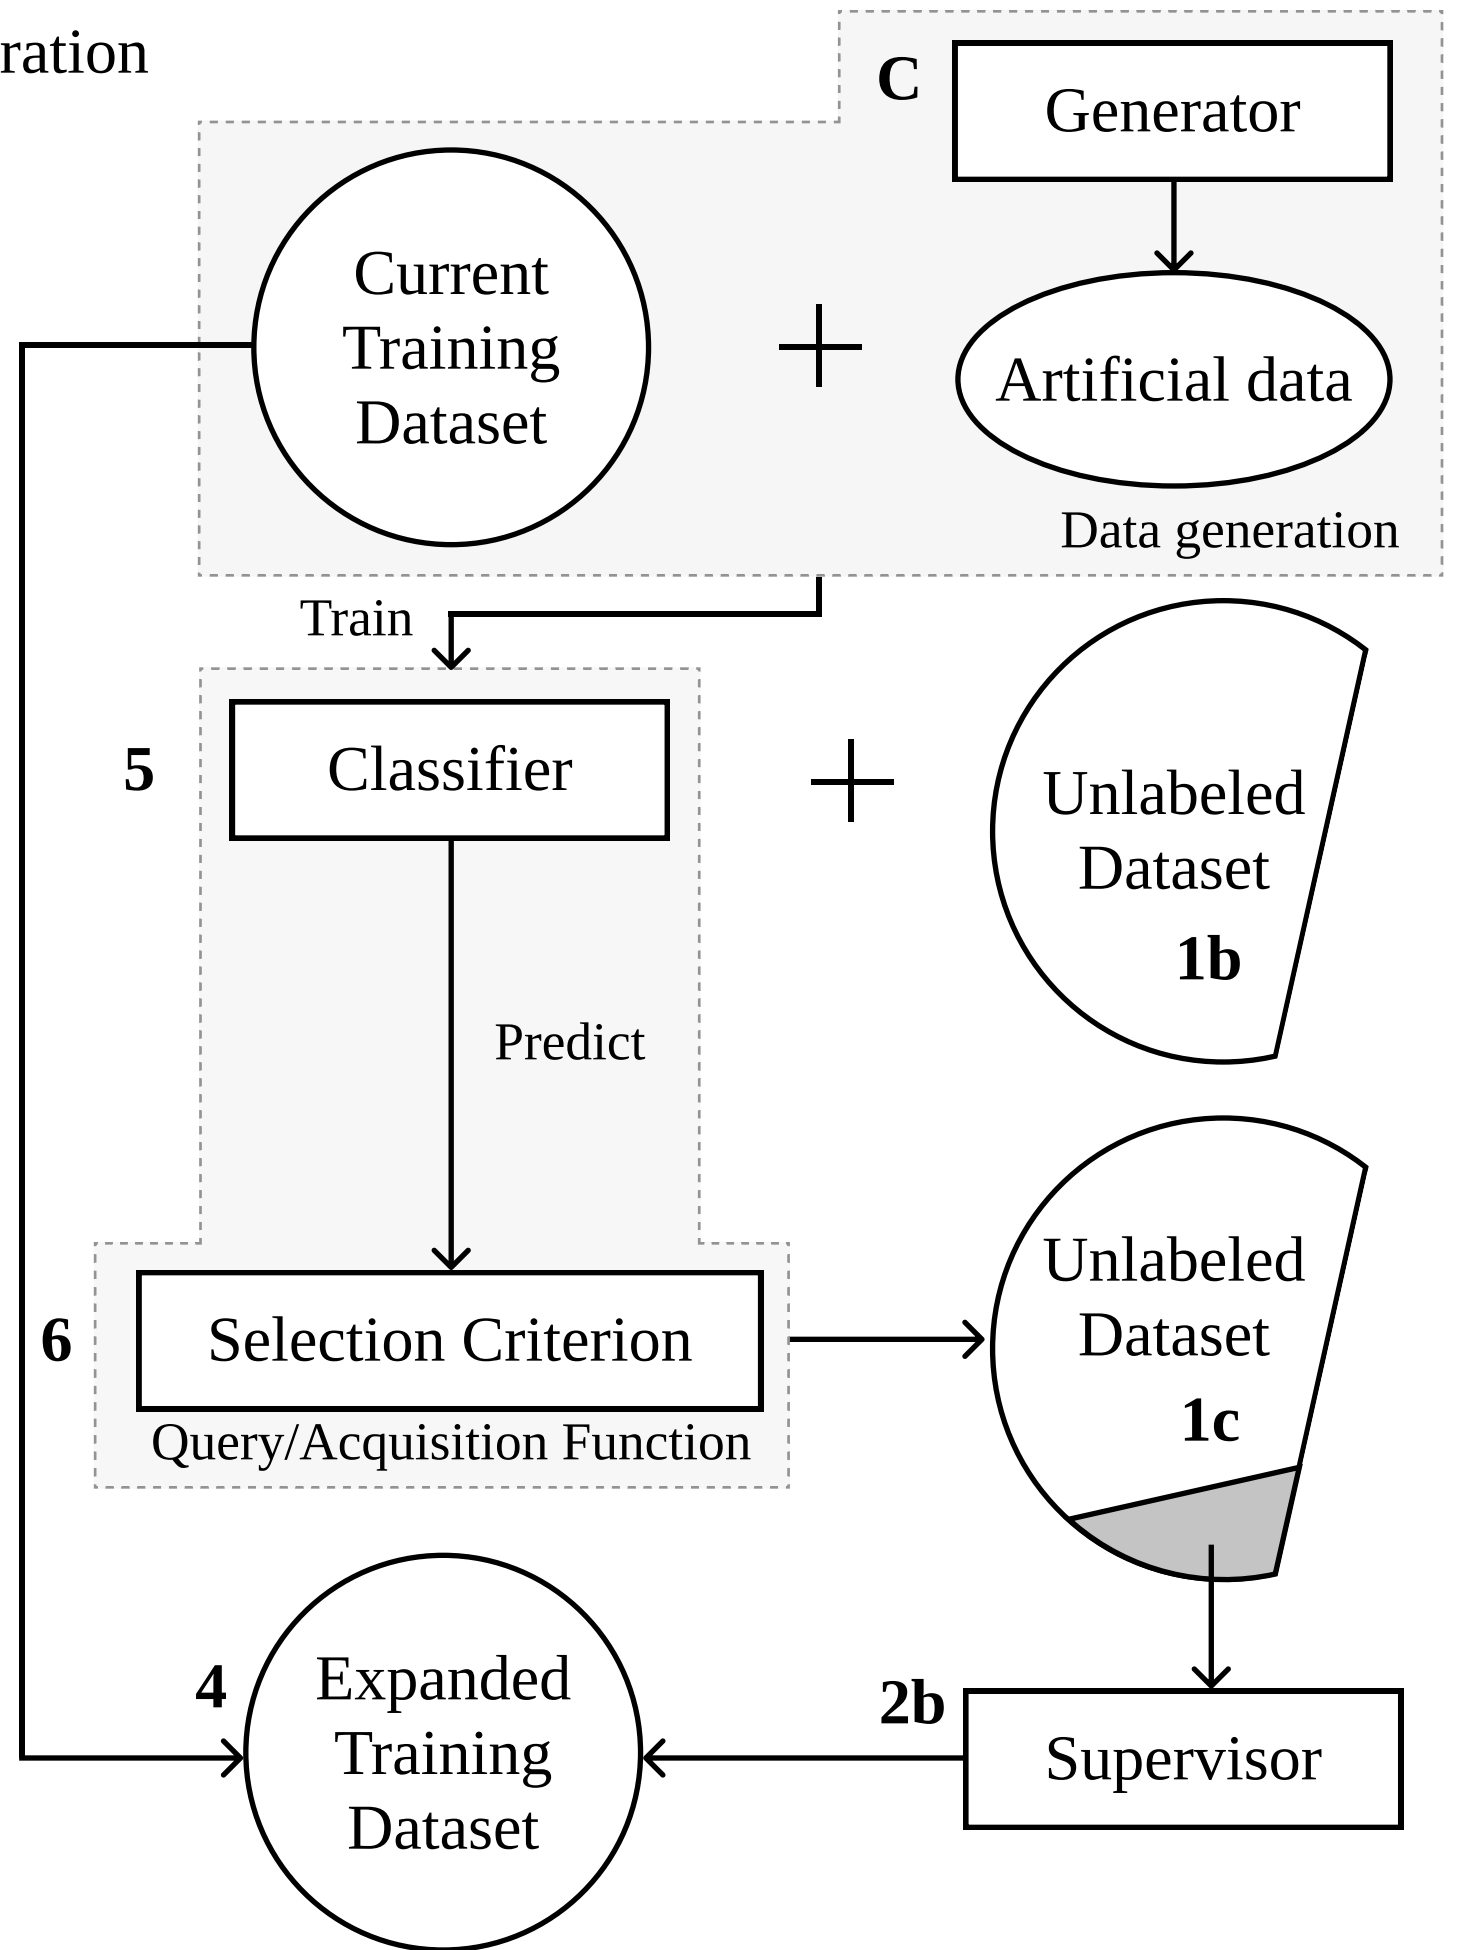 ration
C
Generator
Current
Training
Dataset
Artificial data
Data generation
Train
5
Classifier
Unlabeled
Dataset
1b
Predict
Unlabeled
Dataset
1c
6
Selection Criterion
Query/Acquisition Function
4
Expanded
Training
Dataset
2b
Supervisor